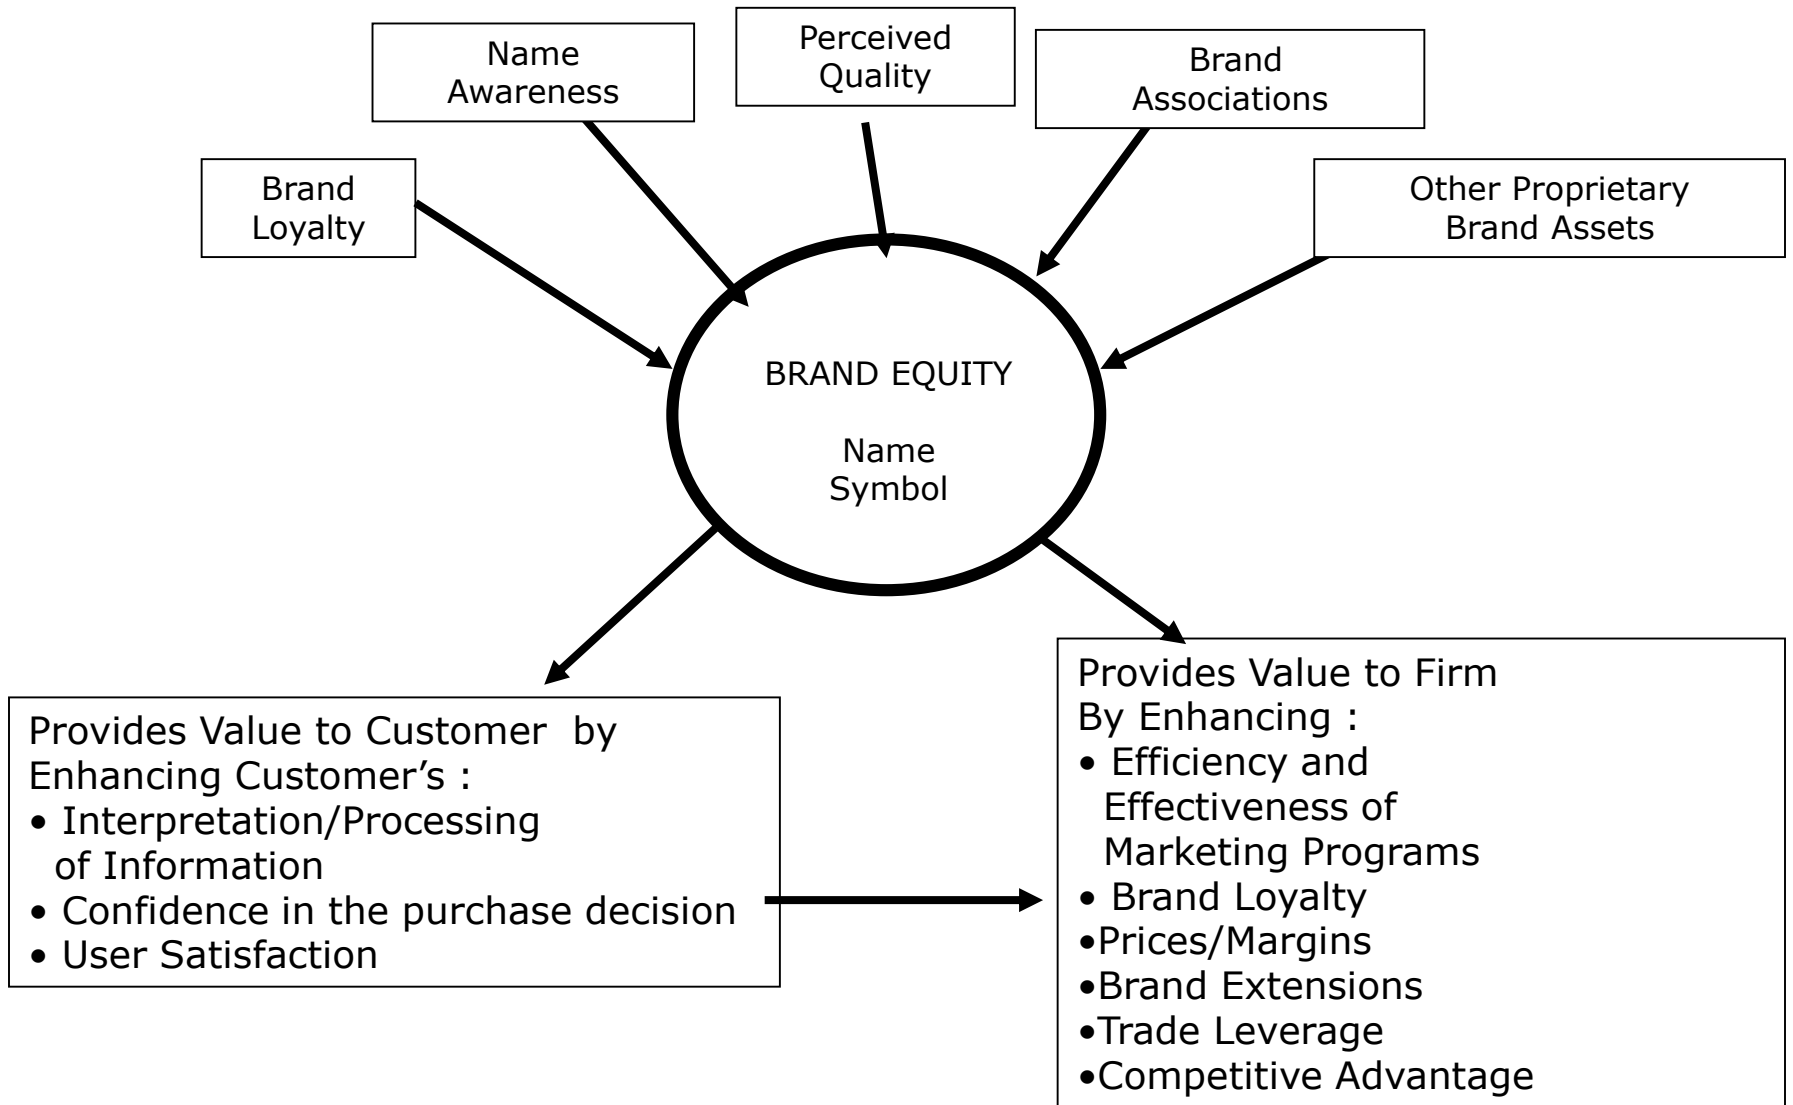 Name
Awareness
Perceived
Quality
Brand
Associations
Brand
Loyalty
Other Proprietary
Brand Assets
BRAND EQUITY
Name
Symbol
Provides Value to Customer  by
Enhancing Customer’s :
• Interpretation/Processing
of Information
• Confidence in the purchase decision
• User Satisfaction
Provides Value to Firm
By Enhancing :
• Efficiency and
Effectiveness of
Marketing Programs
• Brand Loyalty
•Prices/Margins
•Brand Extensions
•Trade Leverage
•Competitive Advantage